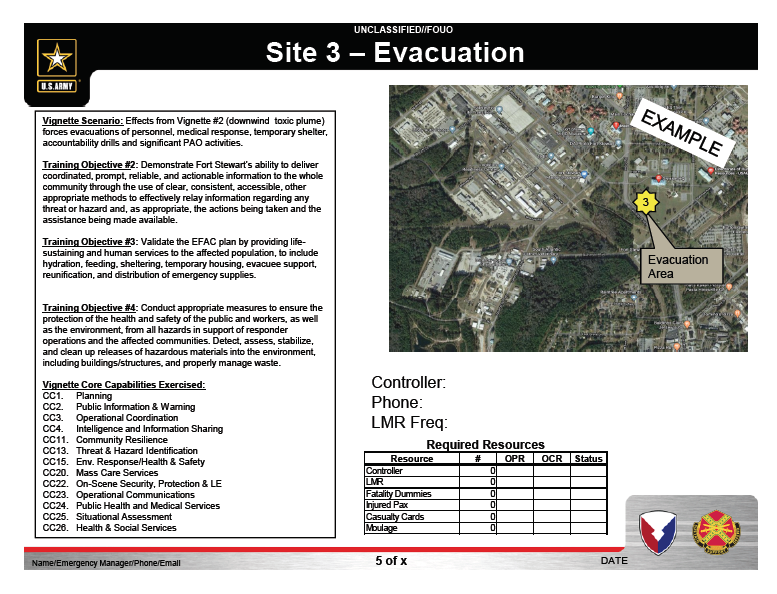 UNCLASSIFIED//FOUO
Site 3 – Evacuation
U.S.ARMY
Vignette Scenario: Effects from Vignette #2 (downwind toxic plume)
forces evacuations of personnel, medical response, temporary shelter,
accountability drills and significant PAO activities.
Training Objective #2: Demonstrate Fort Stewart's ability to deliver
coordinated, prompt, reliable, and actionable information to the whole
community through the use of clear, consistent, accessible, other
appropriate methods to effectively relay information regarding any
threat or hazard and, as appropriate, the actions being taken and the
assistance being made available.
Training Objective #3: Validate the EFAC plan by providing life-
sustaining and human services to the affected population, to include
hydration, feeding, sheltering, temporary housing, evacuee support,
reunification, and distribution of emergency supplies.
Training Objective #4: Conduct appropriate measures to ensure the
protection of the health and safety of the public and workers, as well
as the environment, from all hazards in support of responder
operations and the affected communities. Detect, assess, stabilize,
and clean up releases of hazardous materials into the environment,
including buildings/structures, and properly manage waste.
Vignette Core Capabilities Exercised:
CC1. Planning
CC2. Public Information & Warning
CC3. Operational Coordination
CC4. Intelligence and Information Sharing
CC11. Community Resilience
CC13. Threat & Hazard Identification
CC15. Env. Response/Health & Safety
CC20. Mass Care Services
CC22. On-Scene Security, Protection & LE
CC23. Operational Communications
CC24. Public Health and Medical Services
CC25. Situational Assessment
CC26. Health & Social Services
EXAMPLE
3
Evacuation
Area
Controller:
Phone:
LMR Freq:
Required Resources
Resource # OPR OCR Status
Controller 0
LMR 0
Fatality Dummies 0
Injured Pax 0
Casualty Cards 0
Moulage 0
Name/Emergency Manager/Phone/Email
5 of x
DATE